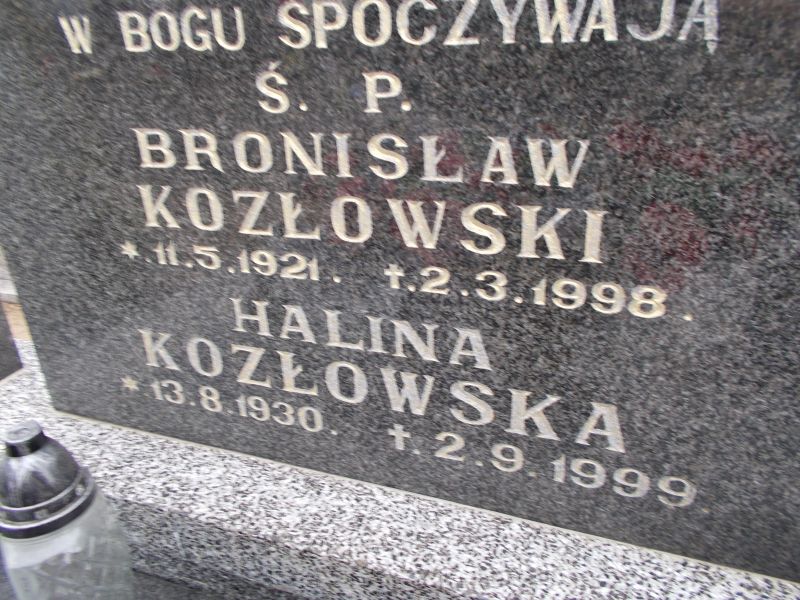 W BOGU SPOCZYWAJĄ
Ś. P.
BRONISŁAW
KOZŁOWSKI
*.11.5.1921. †.2.3.1998.
HALINA
KOZŁOWSKA
*13.8.1930. †.2.9.1999